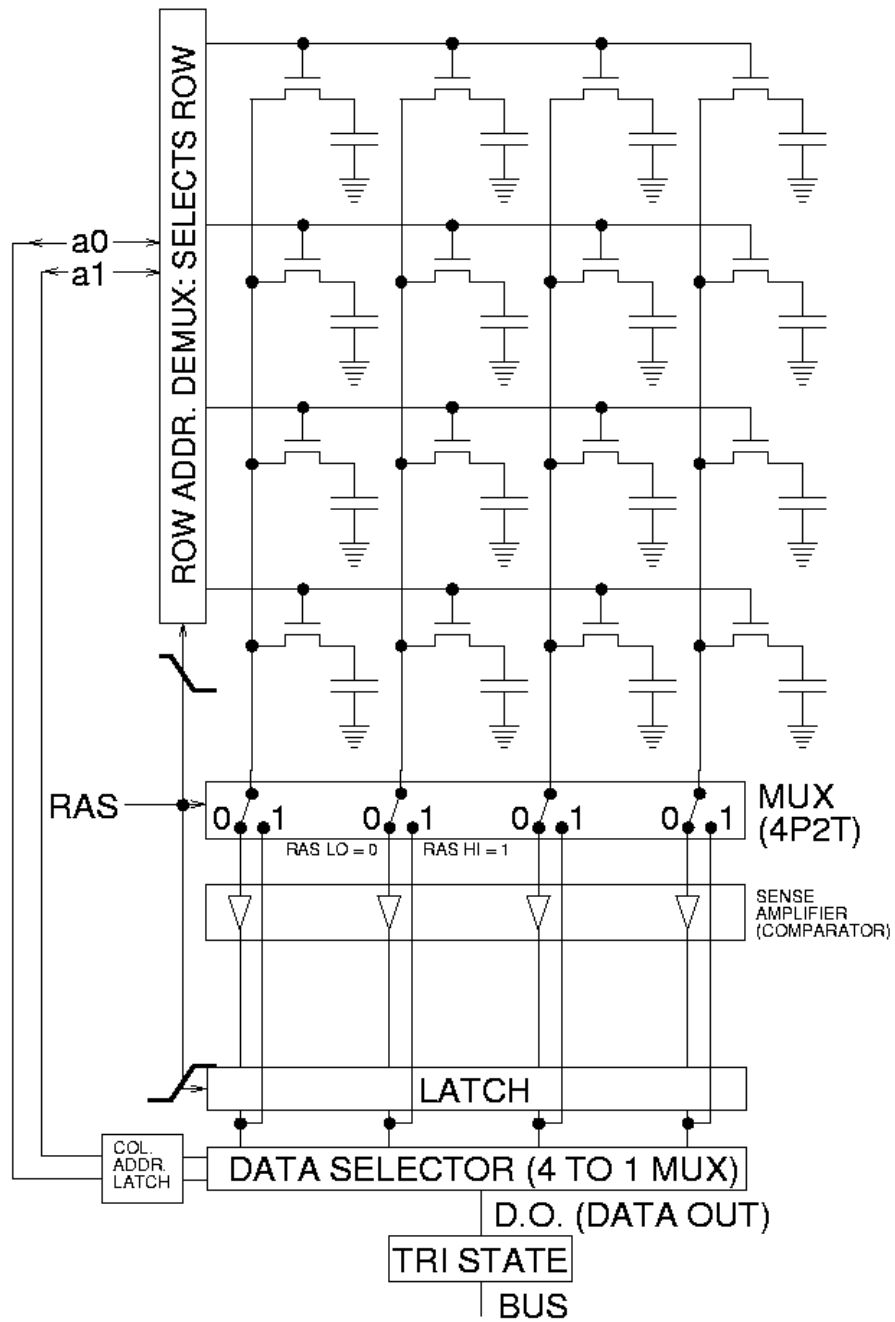 ROW ADDR. DEMUX: SELECTS ROW
a0
a1
RAS
0 1 0 1 0 1 0 1
RAS LO = 0 RAS HI = 1
MUX
(4P2T)
SENSE
AMPLIFIER
(COMPARATOR)
LATCH
COL.
ADDR.
LATCH
DATA SELECTOR (4 TO 1 MUX)
D.O. (DATA OUT)
TRI STATE
BUS